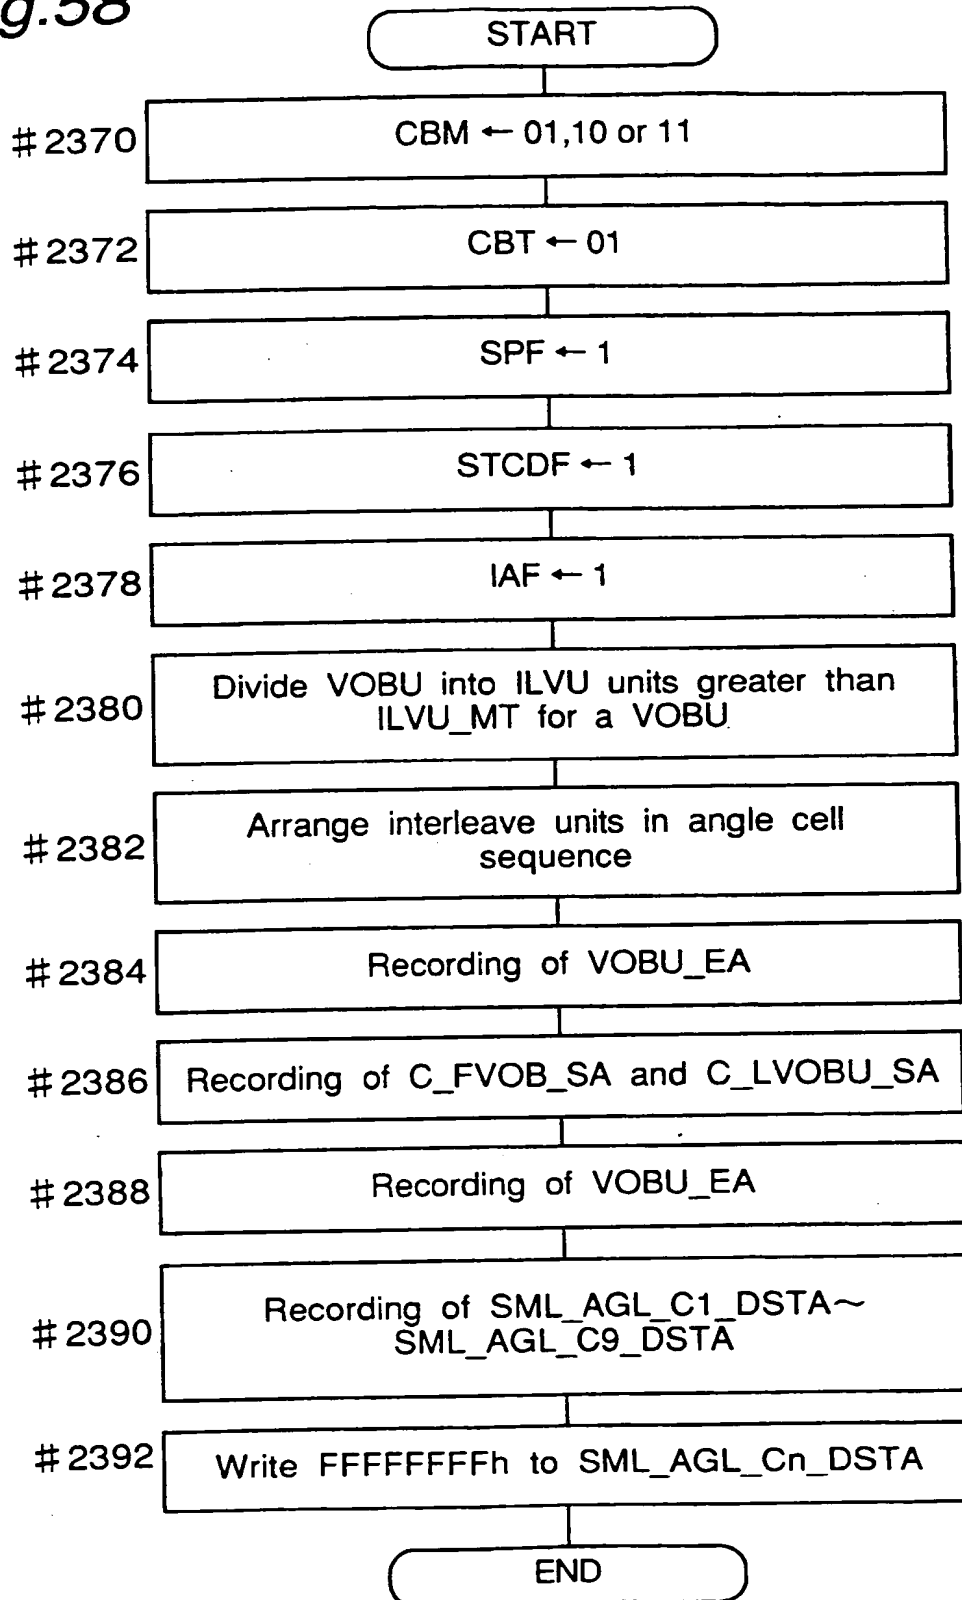 g.58
START
#2370
CBM ← 01,10 or 11
#2372
CBT ← 01
#2374
SPF ← 1
#2376
STCDF ← 1
#2378
IAF ← 1
#2380
Divide VOBU into ILVU units greater than
ILVU_MT for a VOBU
#2382
Arrange interleave units in angle cell
sequence
#2384
Recording of VOBU_EA
#2386
Recording of C_FVOB_SA and C_LVOBU_SA
#2388
Recording of VOBU_EA
#2390
Recording of SML_AGL_C1_DSTA~
SML_AGL_C9_DSTA
#2392
Write FFFFFFFFh to SML_AGL_Cn_DSTA
END